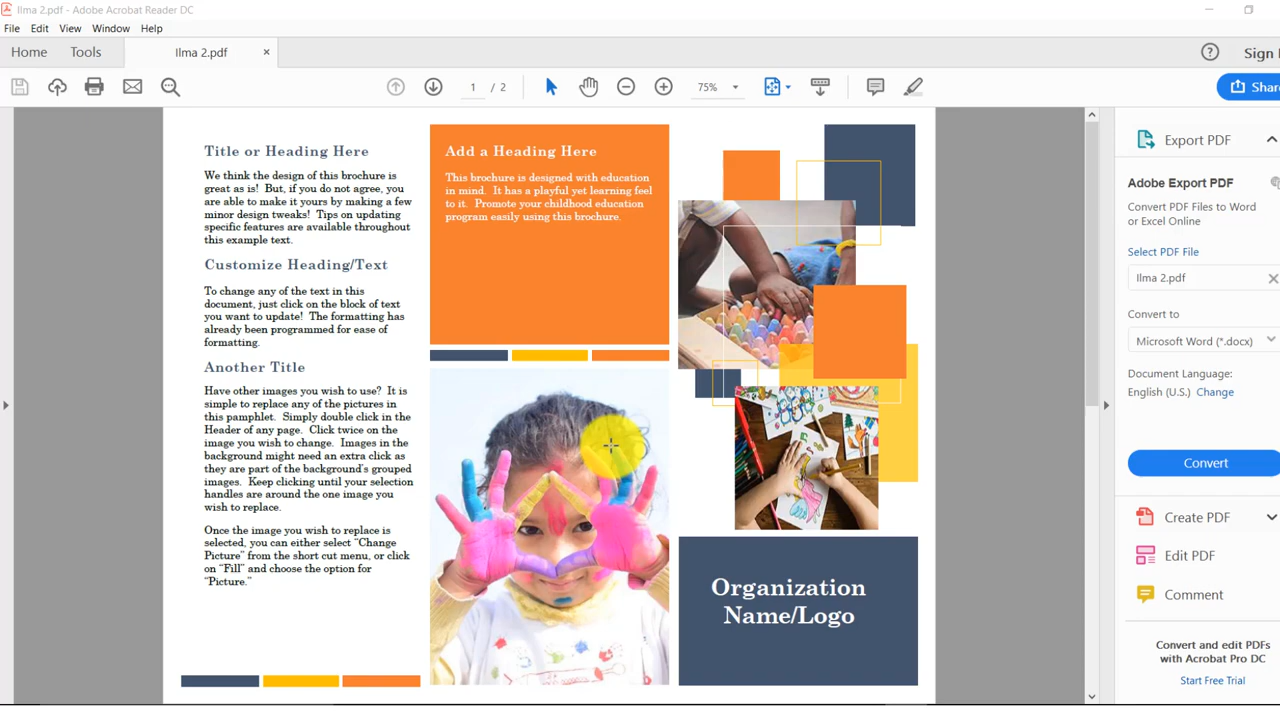 Ilma 2.pdf - Adobe Acrobat Reader DC
File Edit View Window Help
Home Tools Ilma 2.pdf × ? Sign
1 / 2 75% Share
Title or Heading Here
We think the design of this brochure is
great as is! But, if you do not agree, you
are able to make it yours by making a few
minor design tweaks! Tips on updating
specific features are available throughout
this example text.
Customize Heading/Text
To change any of the text in this
document, just click on the block of text
you want to update! The formatting has
already been programmed for ease of
formatting.
Another Title
Have other images you wish to use? It is
simple to replace any of the pictures in
this pamphlet. Simply double click in the
Header of any page. Click twice on the
image you wish to change. Images in the
background might need an extra click as
they are part of the background's grouped
images. Keep clicking until your selection
handles are around the one image you
wish to replace.
Once the image you wish to replace is
selected, you can either select "Change
Picture" from the short cut menu, or click
on "Fill" and choose the option for
"Picture."
Add a Heading Here
This brochure is designed with education
in mind. It has a playful yet learning feel
to it. Promote your childhood education
program easily using this brochure.
Organization
Name/Logo
Export PDF
Adobe Export PDF
Convert PDF Files to Word
or Excel Online
Select PDF File
Ilma 2.pdf
Convert to
Microsoft Word (*.docx)
Document Language:
English (U.S.) Change
Convert
Create PDF
Edit PDF
Comment
Convert and edit PDFs
with Acrobat Pro DC
Start Free Trial